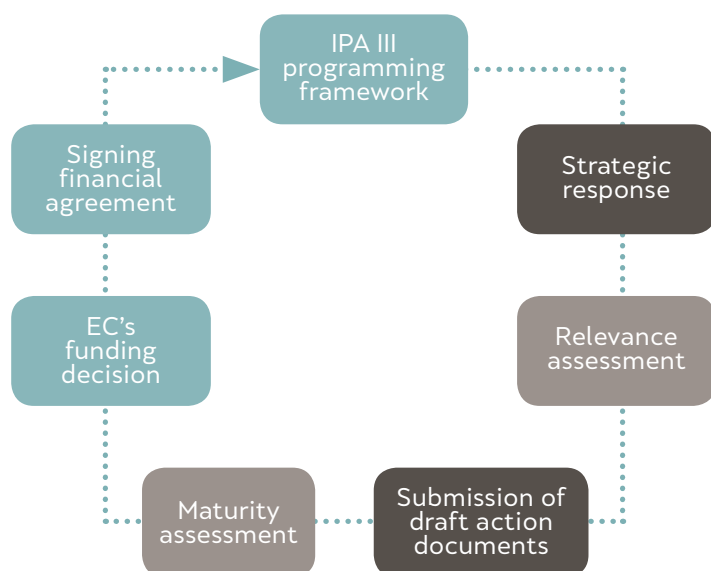 IPA III
programming
framework
Strategic
response
Relevance
assessment
Submission of
draft action
documents
Maturity
assessment
EC’s
funding
decision
Signing
financial
agreement